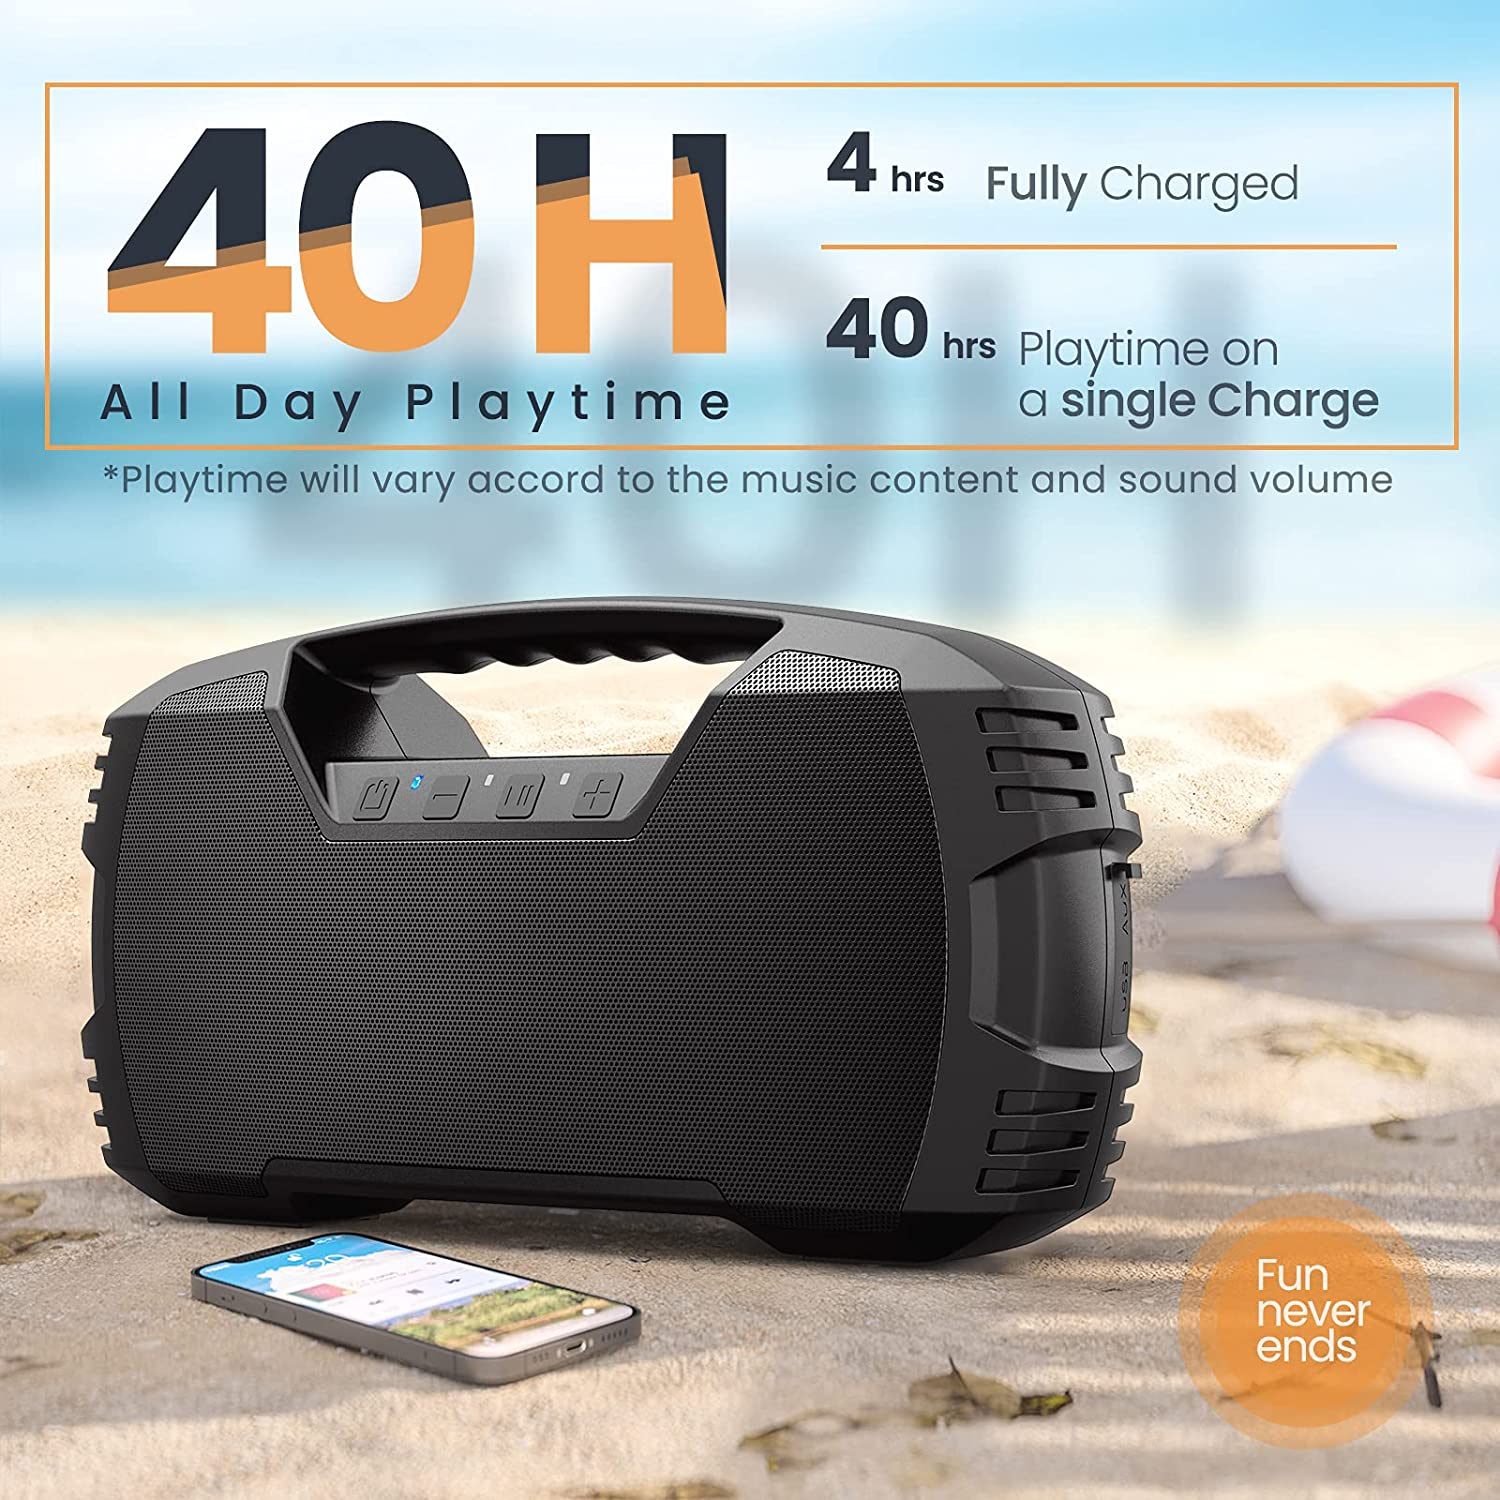 40 H
All Day Playtime
4 hrs Fully Charged
40 hrs Playtime on
a single Charge
*Playtime will vary accord to the music content and sound volume
AUX
USB
Fun
never
ends